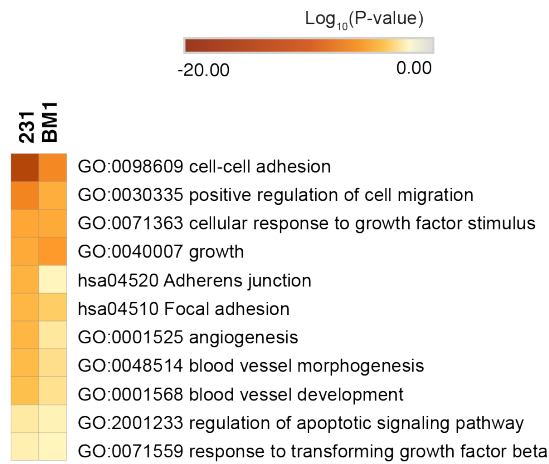 Log10(P-value)
-20.00 0.00
231 BM1
GO:0098609 cell-cell adhesion
GO:0030335 positive regulation of cell migration
GO:0071363 cellular response to growth factor stimulus
GO:0040007 growth
hsa04520 Adherens junction
hsa04510 Focal adhesion
GO:0001525 angiogenesis
GO:0048514 blood vessel morphogenesis
GO:0001568 blood vessel development
GO:2001233 regulation of apoptotic signaling pathway
GO:0071559 response to transforming growth factor beta